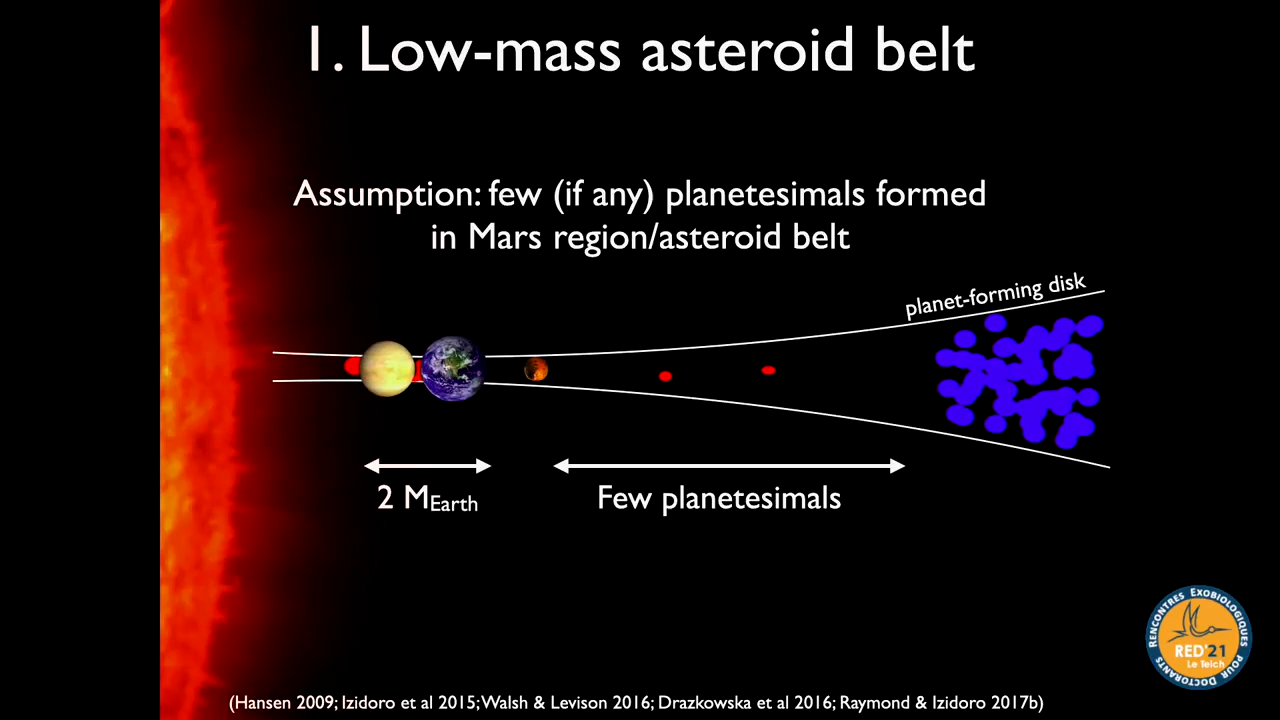 1. Low-mass asteroid belt
Assumption: few (if any) planetesimals formed
in Mars region/asteroid belt
planet-forming disk
2 MEarth
Few planetesimals
RENCONTRES EXOBIOLOGIQUES POUR DOCTORANTS
RED'21
Le Teich
(Hansen 2009; Izidoro et al 2015; Walsh & Levison 2016; Drazkowska et al 2016; Raymond & Izidoro 2017b)